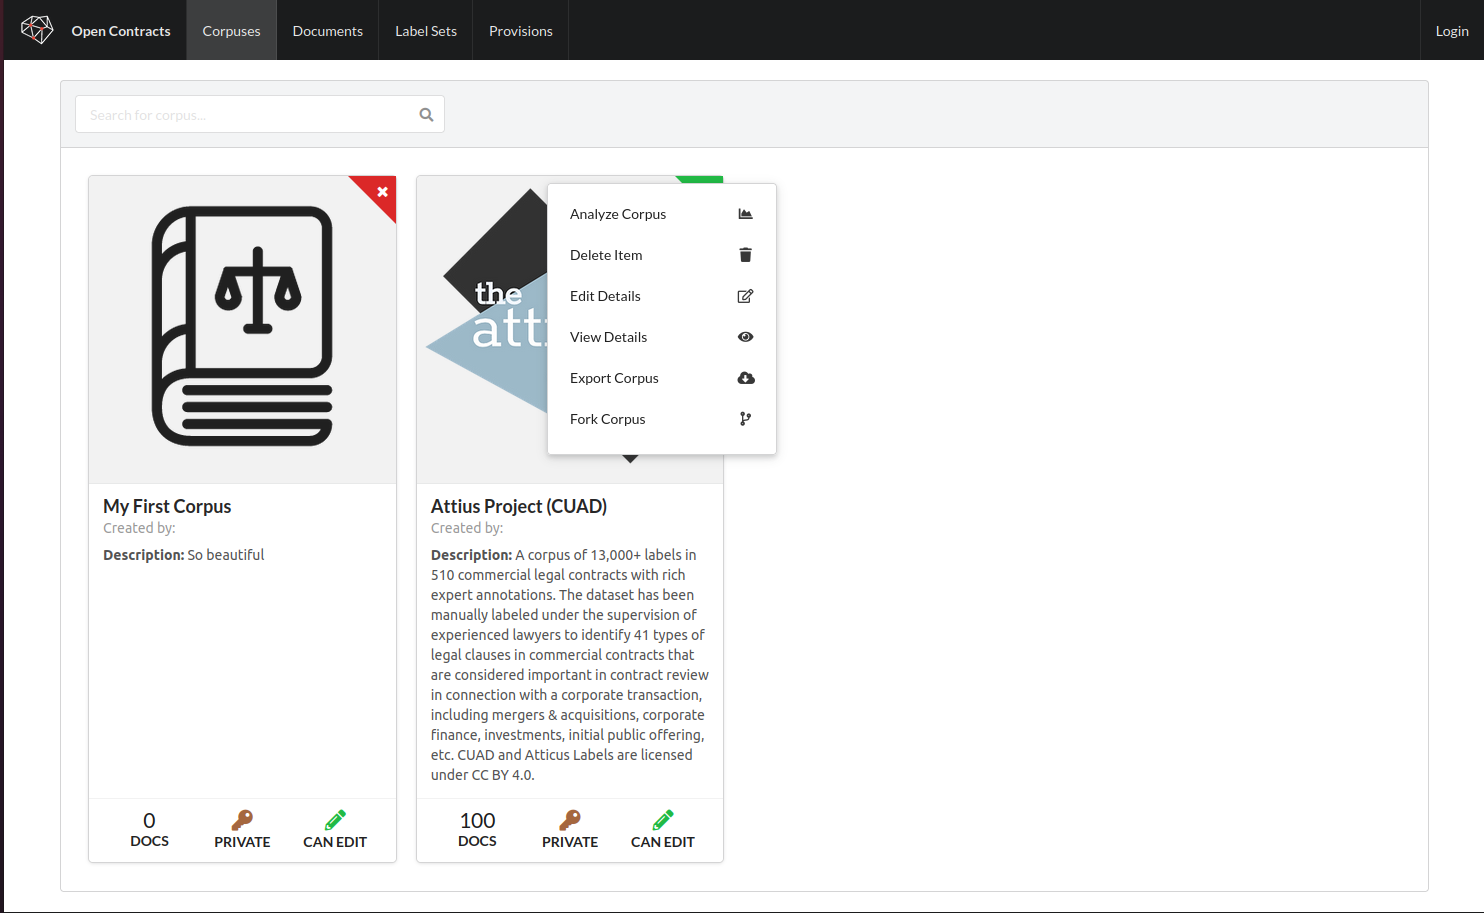 Open Contracts
Corpuses
Documents
Label Sets
Provisions
Login
Search for corpus...
the
Analyze Corpus
Delete Item
Edit Details
View Details
Export Corpus
Fork Corpus
My First Corpus
Created by:
Description: So beautiful
0
DOCS
PRIVATE
CAN EDIT
Attius Project (CUAD)
Created by:
Description: A corpus of 13,000+ labels in
510 commercial legal contracts with rich
expert annotations. The dataset has been
manually labeled under the supervision of
experienced lawyers to identify 41 types of
legal clauses in commercial contracts that
are considered important in contract review
in connection with a corporate transaction,
including mergers & acquisitions, corporate
finance, investments, initial public offering,
etc. CUAD and Atticus Labels are licensed
under CC BY 4.0.
100
DOCS
PRIVATE
CAN EDIT